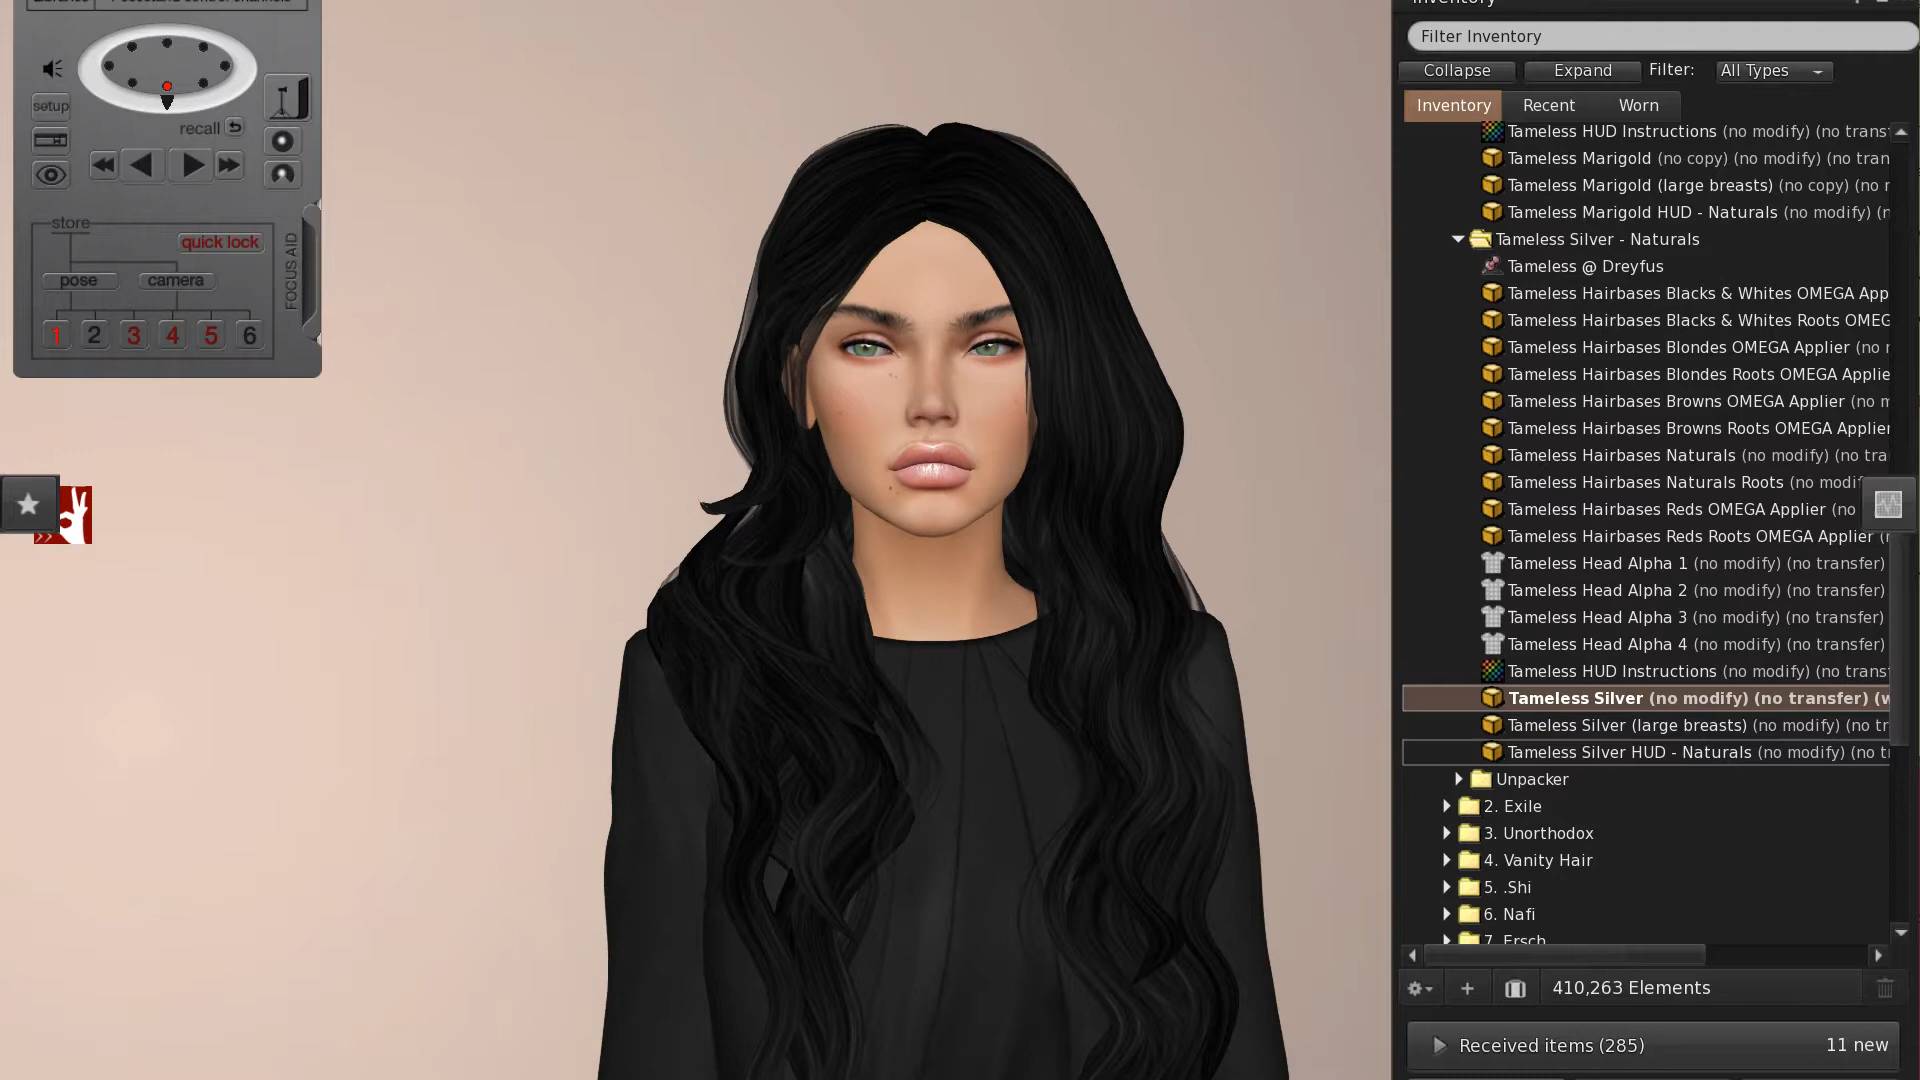 setup
recall
store
quick lock
pose
camera
FOCUS AID
1 2 3 4 5 6
Inventory
Filter Inventory
Collapse Expand Filter: All Types
Inventory Recent Worn
Tameless HUD Instructions (no modify) (no trans
Tameless Marigold (no copy) (no modify) (no tran
Tameless Marigold (large breasts) (no copy) (no
Tameless Marigold HUD - Naturals (no modify) (n
Tameless Silver - Naturals
Tameless @ Dreyfus
Tameless Hairbases Blacks & Whites OMEGA App
Tameless Hairbases Blacks & Whites Roots OMEG
Tameless Hairbases Blondes OMEGA Applier (no
Tameless Hairbases Blondes Roots OMEGA Applie
Tameless Hairbases Browns OMEGA Applier (no
Tameless Hairbases Browns Roots OMEGA Applier
Tameless Hairbases Naturals (no modify) (no tra
Tameless Hairbases Naturals Roots (no modif
Tameless Hairbases Reds OMEGA Applier (no
Tameless Hairbases Reds Roots OMEGA Applier (
Tameless Head Alpha 1 (no modify) (no transfer)
Tameless Head Alpha 2 (no modify) (no transfer)
Tameless Head Alpha 3 (no modify) (no transfer)
Tameless Head Alpha 4 (no modify) (no transfer)
Tameless HUD Instructions (no modify) (no trans
Tameless Silver (no modify) (no transfer) (w
Tameless Silver (large breasts) (no modify) (no tr
Tameless Silver HUD - Naturals (no modify) (no t
Unpacker
2. Exile
3. Unorthodox
4. Vanity Hair
5. .Shi
6. Nafi
7. Ersch
410,263 Elements
Received items (285) 11 new